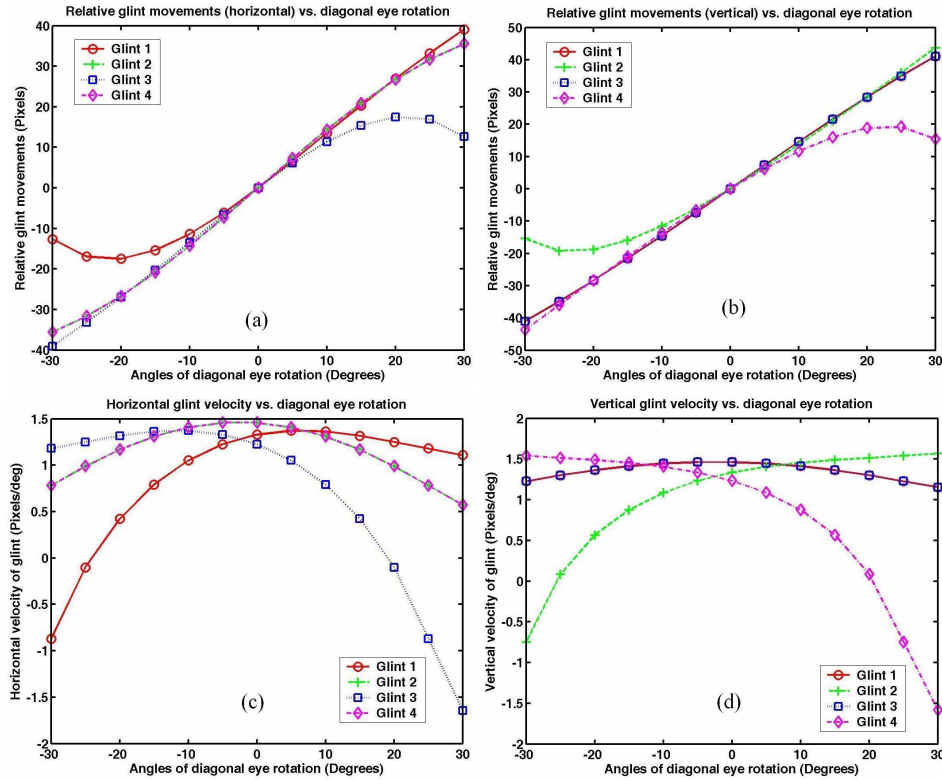 Relative glint movements (horizontal) vs. diagonal eye rotation
Relative glint movements (Pixels)
40
30
20
10
0
-10
-20
-30
-40
Glint 1
Glint 2
Glint 3
Glint 4
(a)
-30
-20
-10
0
10
20
30
Angles of diagonal eye rotation (Degrees)
Relative glint movements (vertical) vs. diagonal eye rotation
Relative glint movements (Pixels)
50
40
30
20
10
0
-10
-20
-30
-40
-50
Glint 1
Glint 2
Glint 3
Glint 4
(b)
-30
-20
-10
0
10
20
30
Angles of diagonal eye rotation (Degrees)
Horizontal glint velocity vs. diagonal eye rotation
Horizontal velocity of glint (Pixels/deg)
1.5
1
0.5
0
-0.5
-1
-1.5
-2
Glint 1
Glint 2
Glint 3
Glint 4
(c)
-30
-20
-10
0
10
20
30
Angles of diagonal eye rotation (Degrees)
Vertical glint velocity vs. diagonal eye rotation
Vertical velocity of glint (Pixels/deg)
2
1.5
1
0.5
0
-0.5
-1
-1.5
-2
Glint 1
Glint 2
Glint 3
Glint 4
(d)
-30
-20
-10
0
10
20
30
Angles of diagonal eye rotation (Degrees)